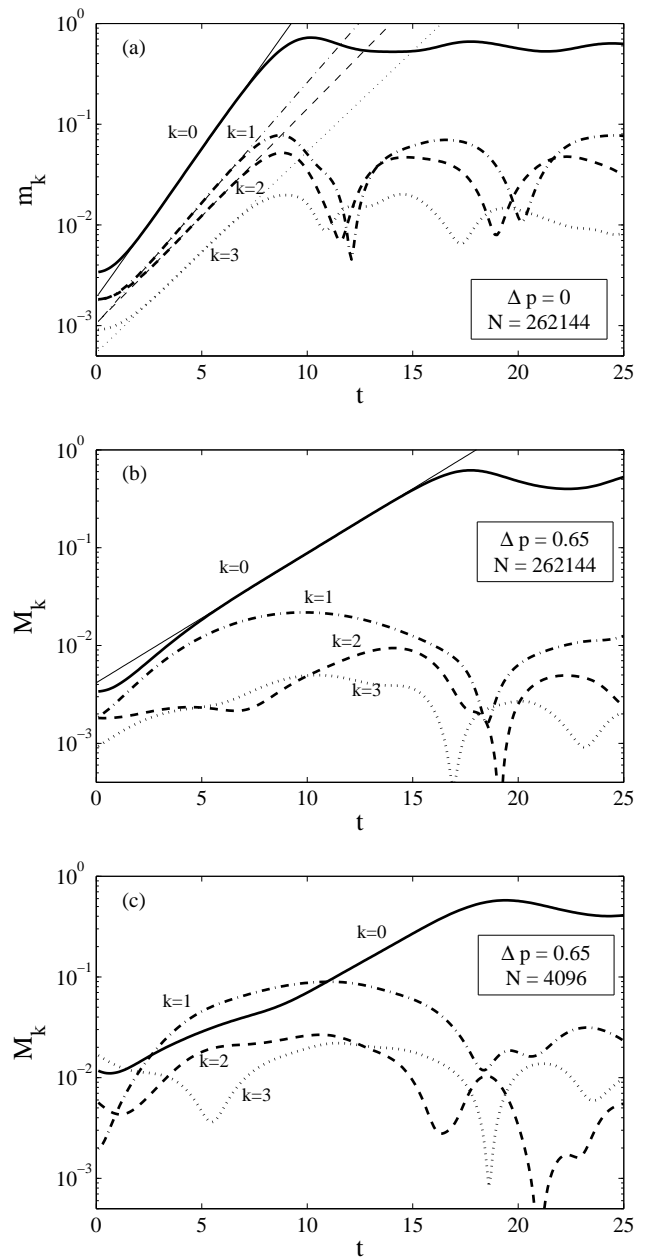 (a)
10^0
10^-1
10^-2
10^-3
m_k
k=0
k=1
k=2
k=3
Δ p = 0
N = 262144
0 5 10 15 20 25
t
(b)
10^0
10^-1
10^-2
10^-3
M_k
k=0
k=1
k=2
k=3
Δ p = 0.65
N = 262144
0 5 10 15 20 25
t
(c)
10^0
10^-1
10^-2
10^-3
M_k
k=0
k=1
k=2
k=3
Δ p = 0.65
N = 4096
0 5 10 15 20 25
t